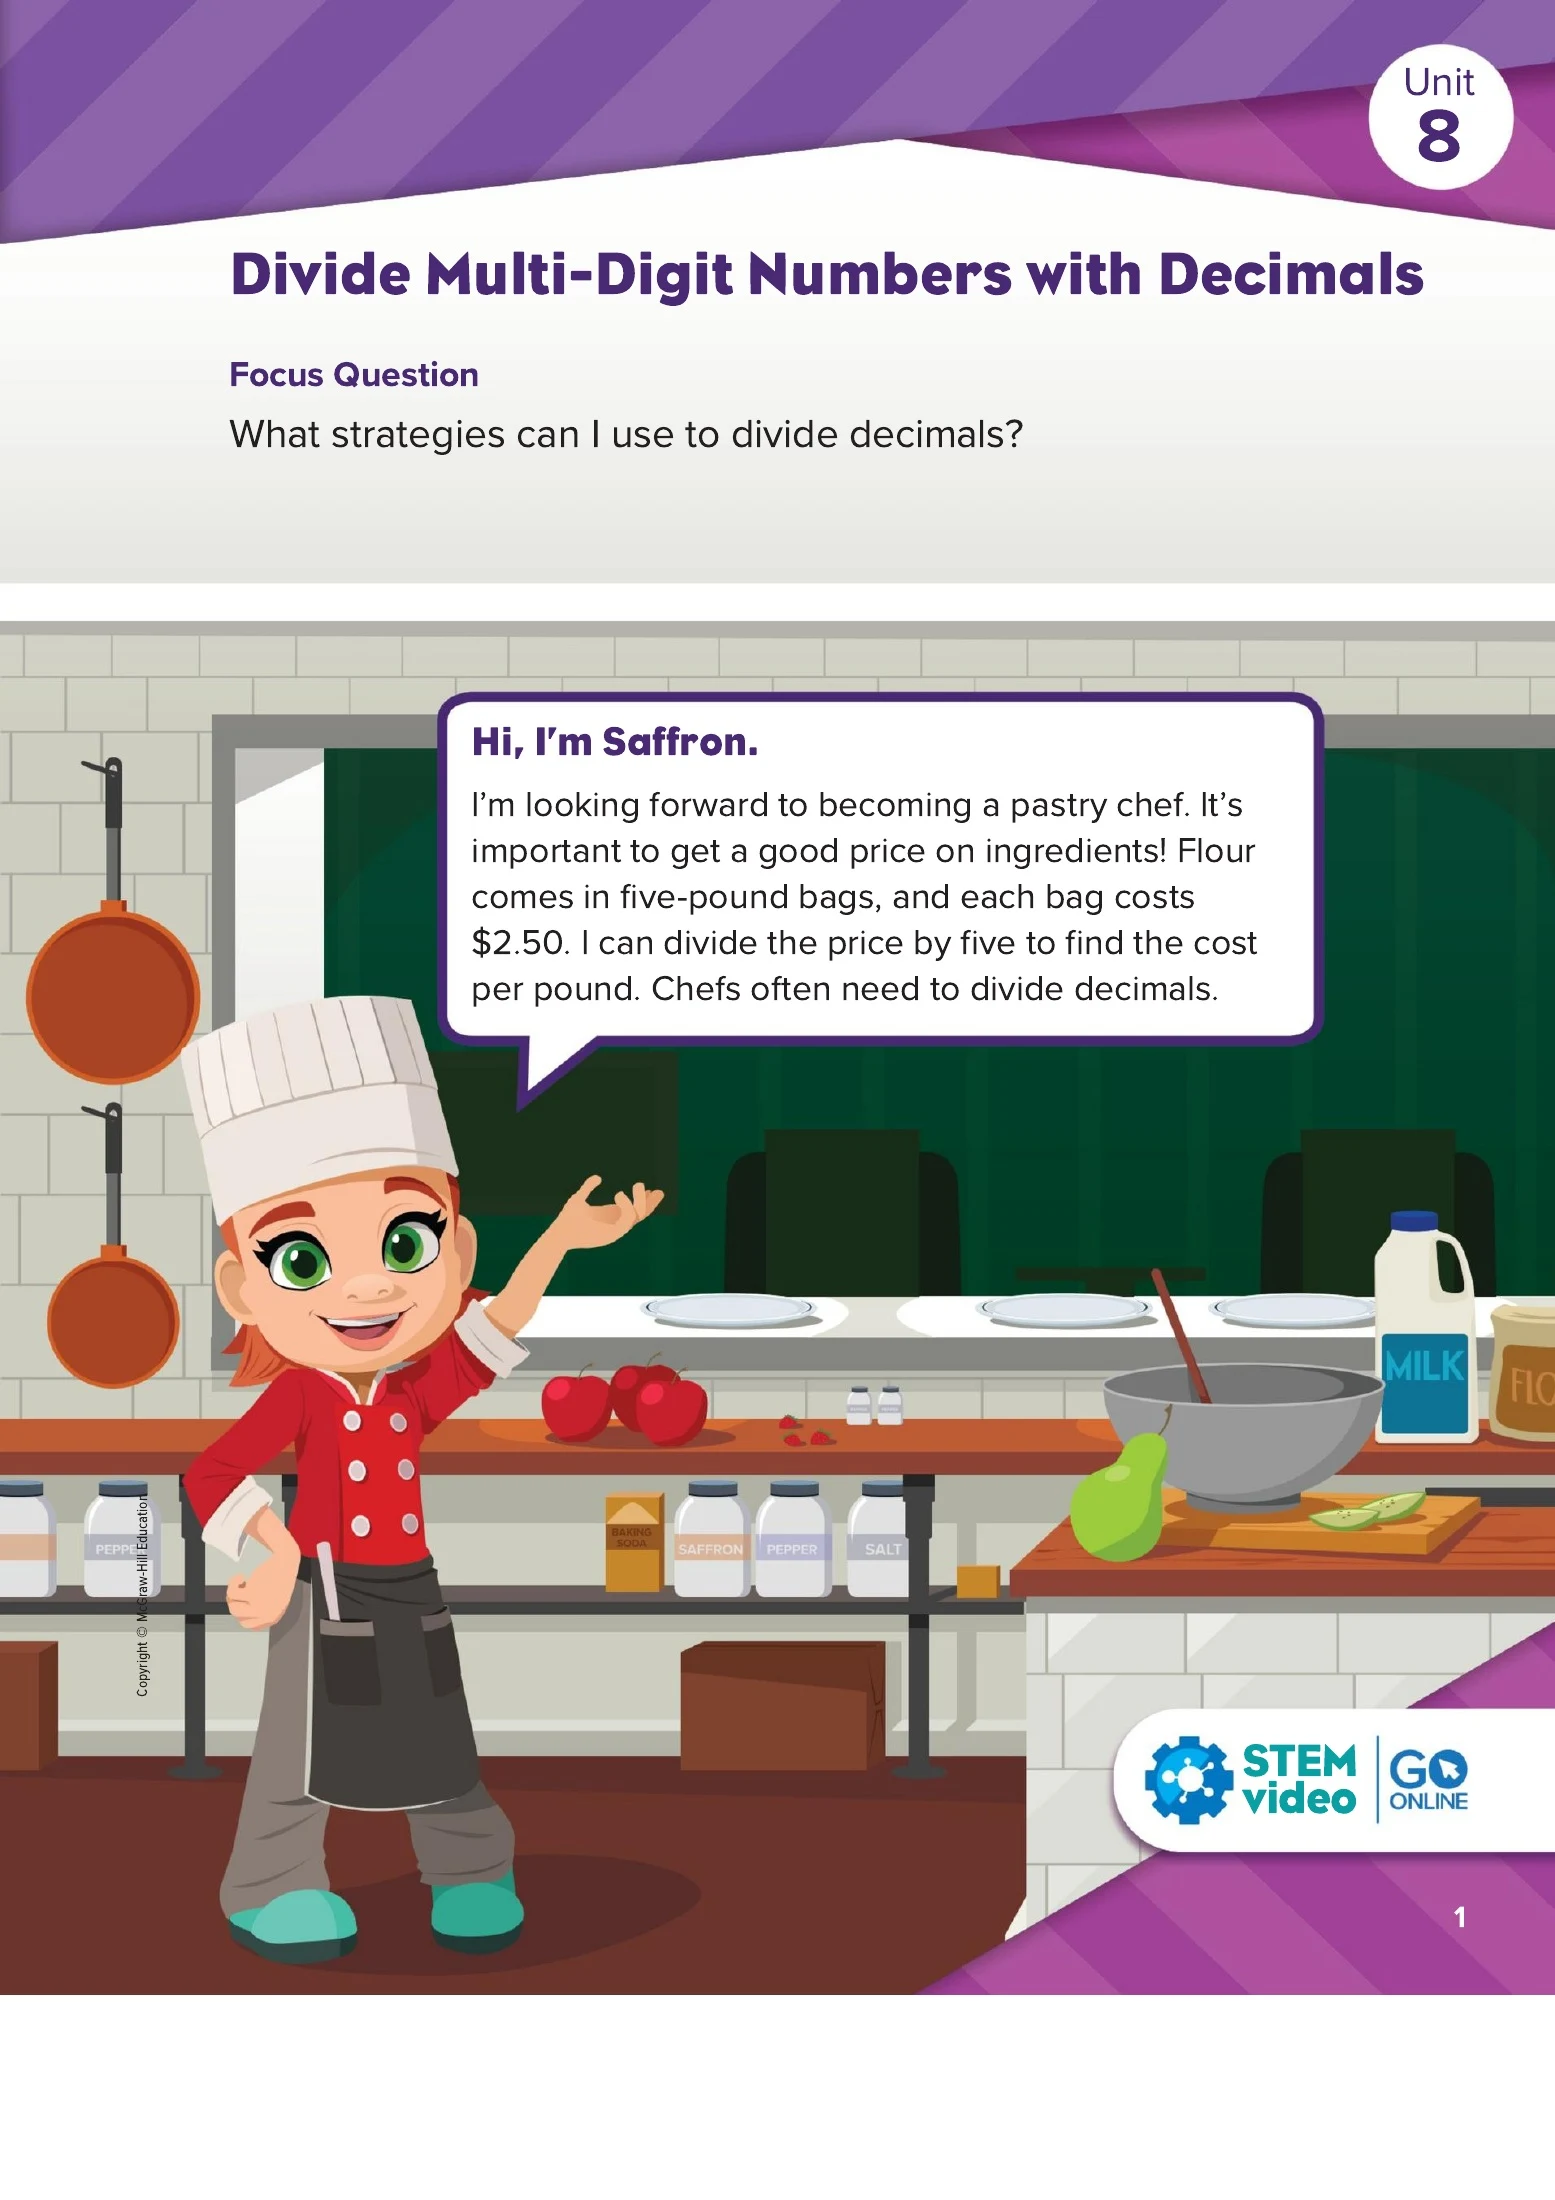 Unit
8
Divide Multi-Digit Numbers with Decimals
Focus Question
What strategies can I use to divide decimals?
Hi, I'm Saffron.
I'm looking forward to becoming a pastry chef. It's
important to get a good price on ingredients! Flour
comes in five-pound bags, and each bag costs
$2.50. I can divide the price by five to find the cost
per pound. Chefs often need to divide decimals.
MILK
FLO
PEPPE
BAKING
SODA
SAFFRON
PEPPER
SALT
Copyright © McGraw-Hill Education
STEM
video
GO
ONLINE
1